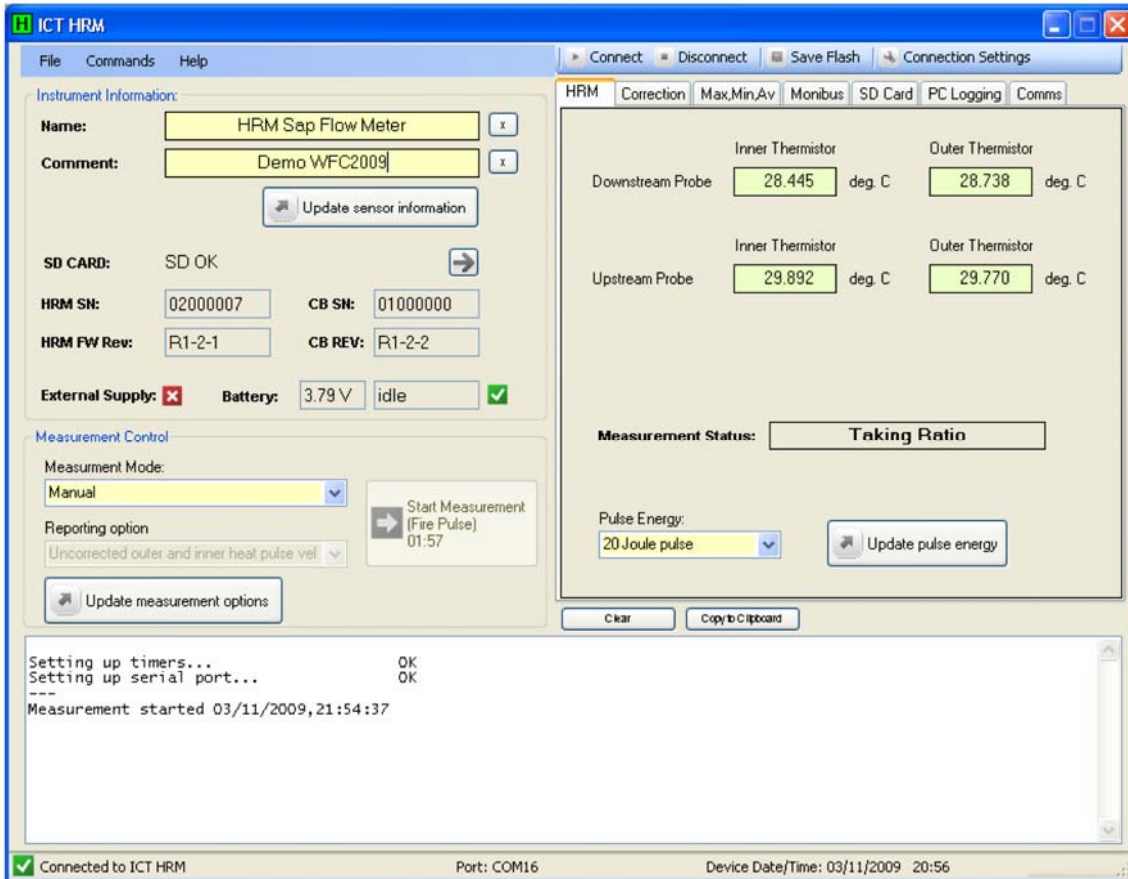 H ICT HRM
File Commands Help
Connect Disconnect Save Flash Connection Settings
Instrument Information:
Name: HRM Sap Flow Meter x
Comment: Demo WFC2009 x
Update sensor information
SD CARD: SD OK
HRM SN: 02000007 CB SN: 01000000
HRM FW Rev: R1-2-1 CB REV: R1-2-2
External Supply: Battery: 3.79 V idle
Measurement Control
Measurment Mode:
Manual
Reporting option
Uncorrected outer and inner heat pulse vel
Start Measurement
(Fire Pulse)
01:57
Update measurement options
HRM Correction Max,Min,Av Monibus SD Card PC Logging Comms
Inner Thermistor Outer Thermistor
Downstream Probe 28.445 deg. C 28.738 deg. C
Inner Thermistor Outer Thermistor
Upstream Probe 29.892 deg. C 29.770 deg. C
Measurement Status: Taking Ratio
Pulse Energy:
20 Joule pulse Update pulse energy
Clear Copy to Clipboard
Setting up timers... OK
Setting up serial port... OK
---
Measurement started 03/11/2009,21:54:37
Connected to ICT HRM Port: COM16 Device Date/Time: 03/11/2009 20:56